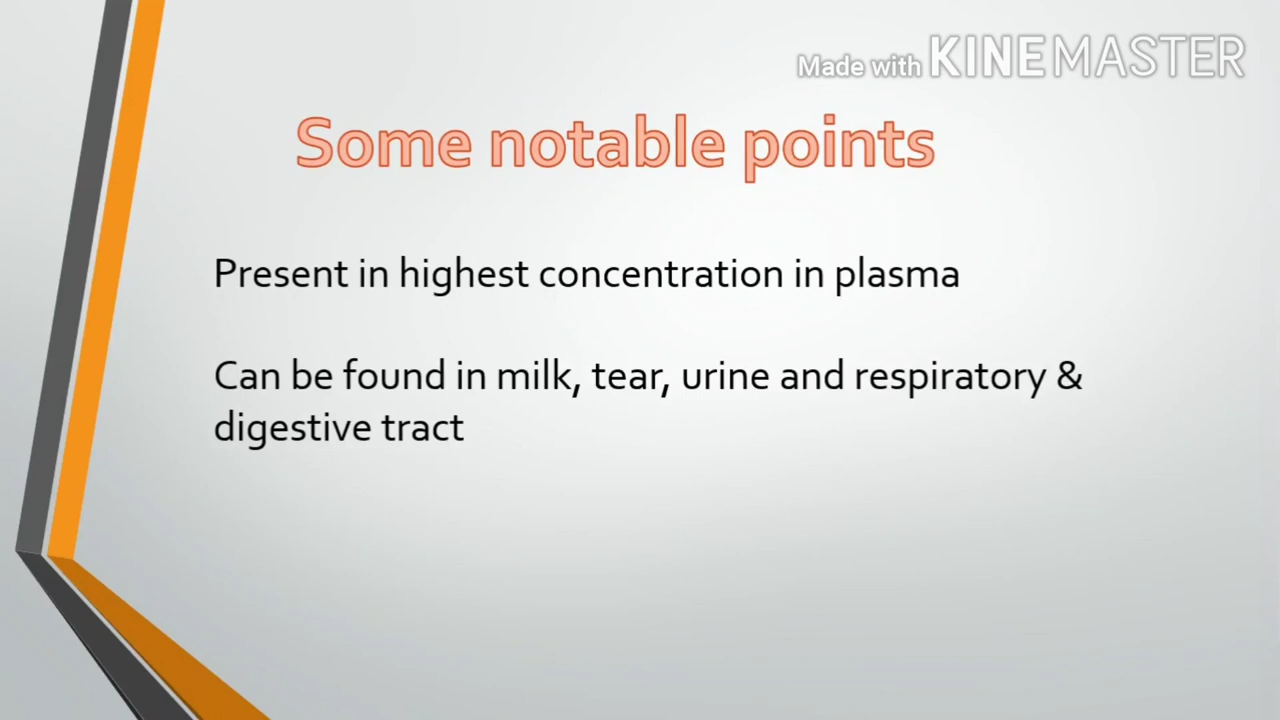 Made with KINEMASTER
Some notable points
Present in highest concentration in plasma
Can be found in milk, tear, urine and respiratory &
digestive tract